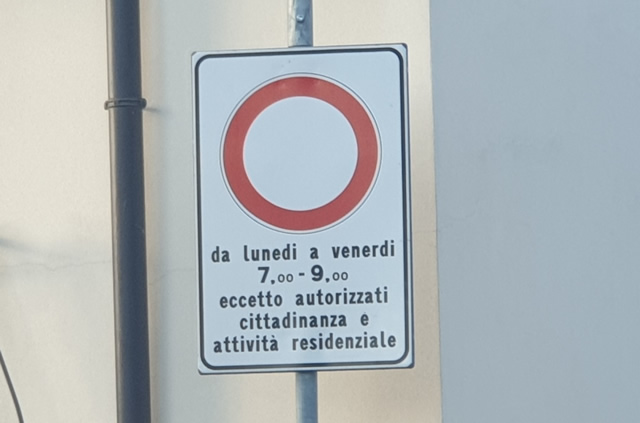 da lunedi a venerdi
7,00 - 9,00
eccetto autorizzati
cittadinanza e
attività residenziale